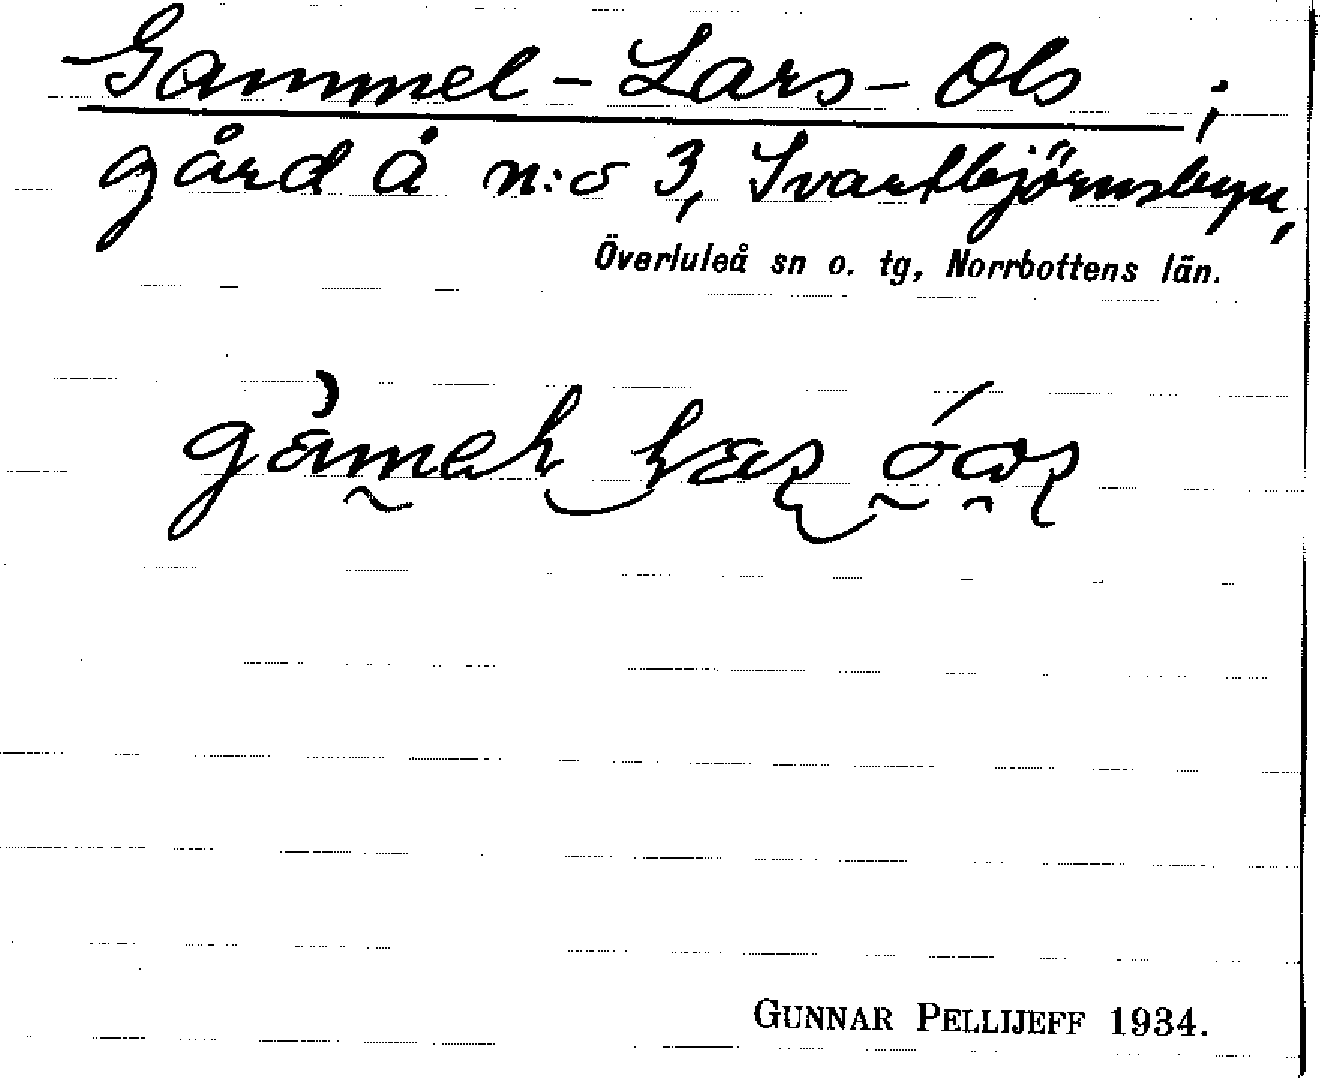 Gammel-Lars-Ols ;
gård å n:o 3, Svartbjörnsbyn,
Överluleå sn o. tg, Norrbottens län.
GUNNAR PELLIJEFF 1934.